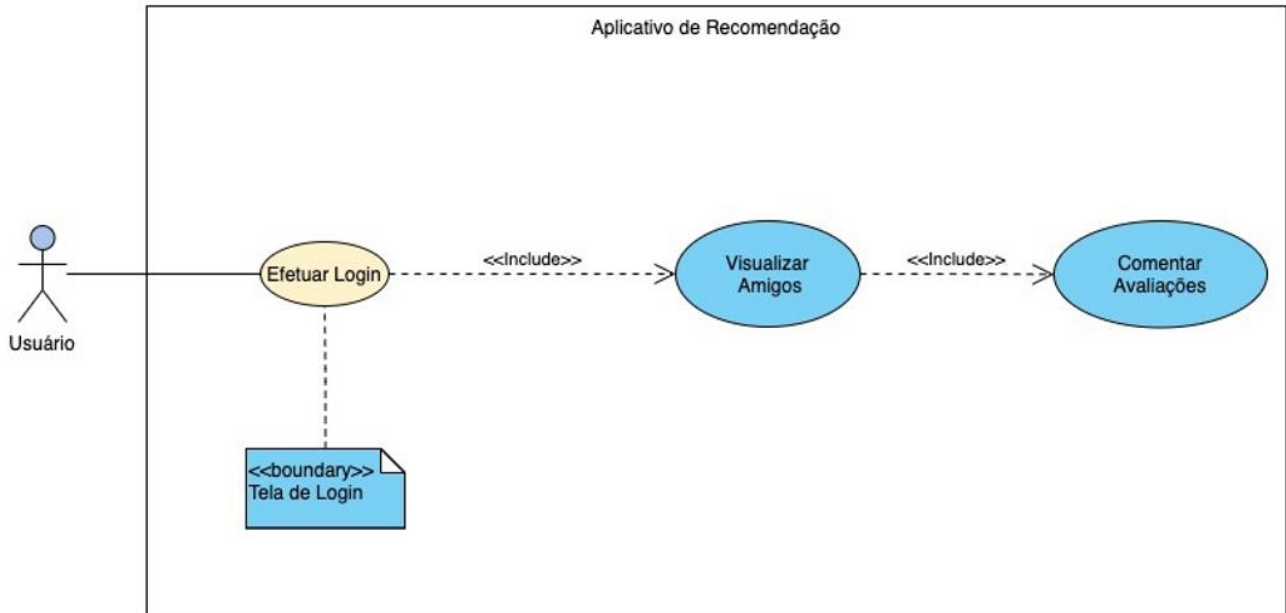 Aplicativo de Recomendação
Usuário
Efetuar Login
<<Include>>
Visualizar
Amigos
<<Include>>
Comentar
Avaliações
<<boundary>>
Tela de Login